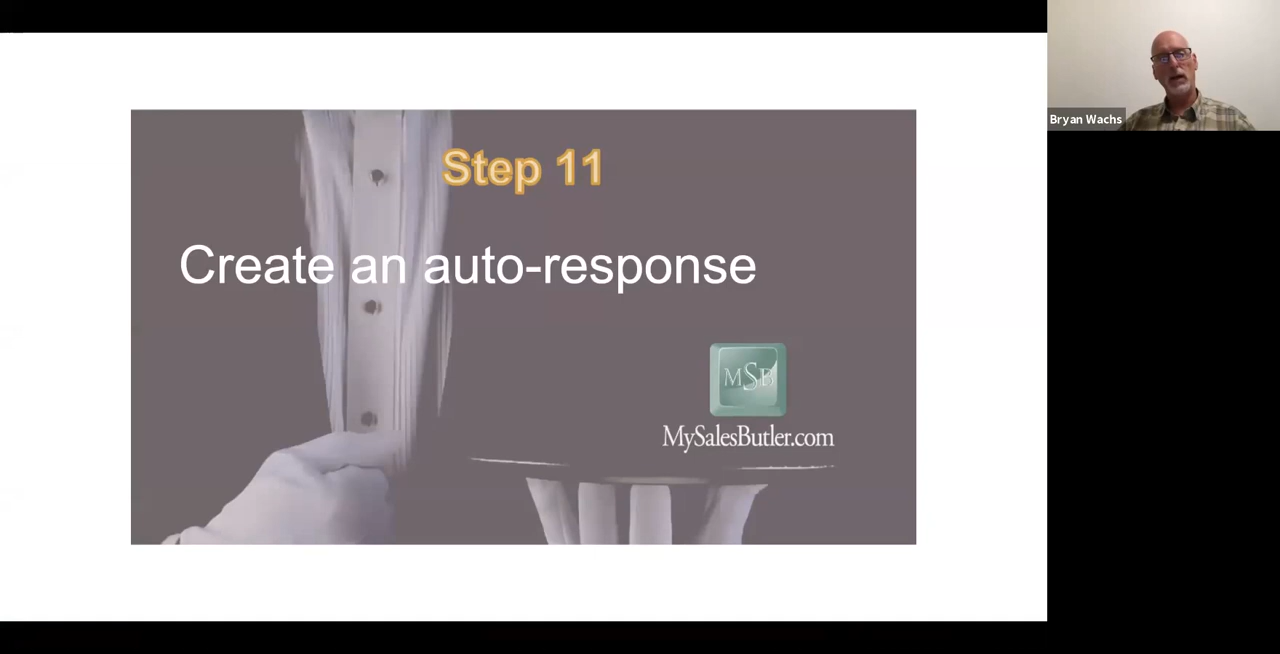 Step 11
Create an auto-response
MSB
MySalesButler.com
Bryan Wachs